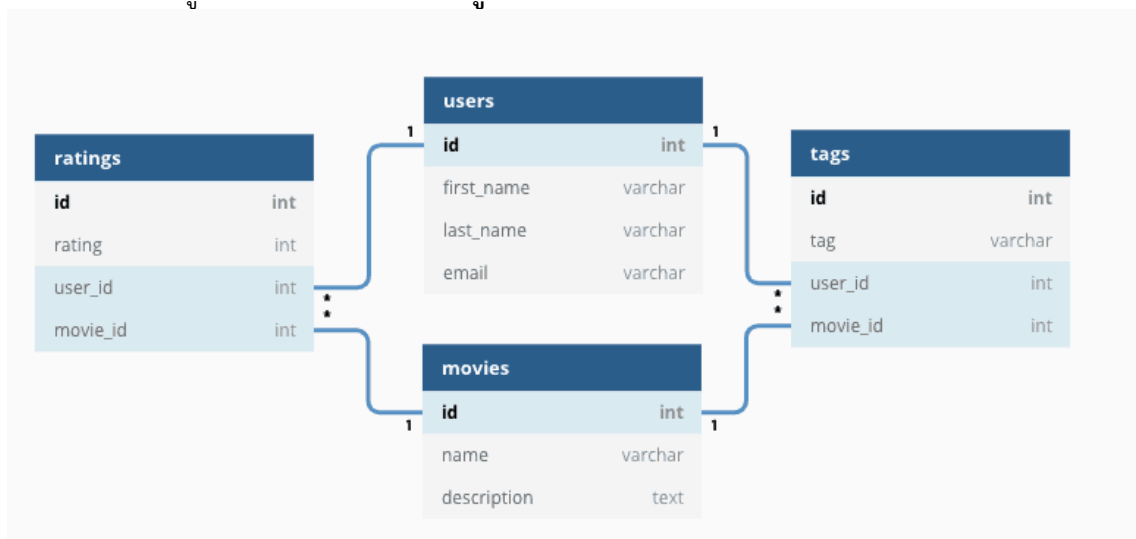 ratings
id int
rating int
user_id int
movie_id int
users
1 id int 1
first_name varchar
last_name varchar
email varchar
*
*
movies
1 id int 1
name varchar
description text
tags
id int
tag varchar
* user_id int
* movie_id int